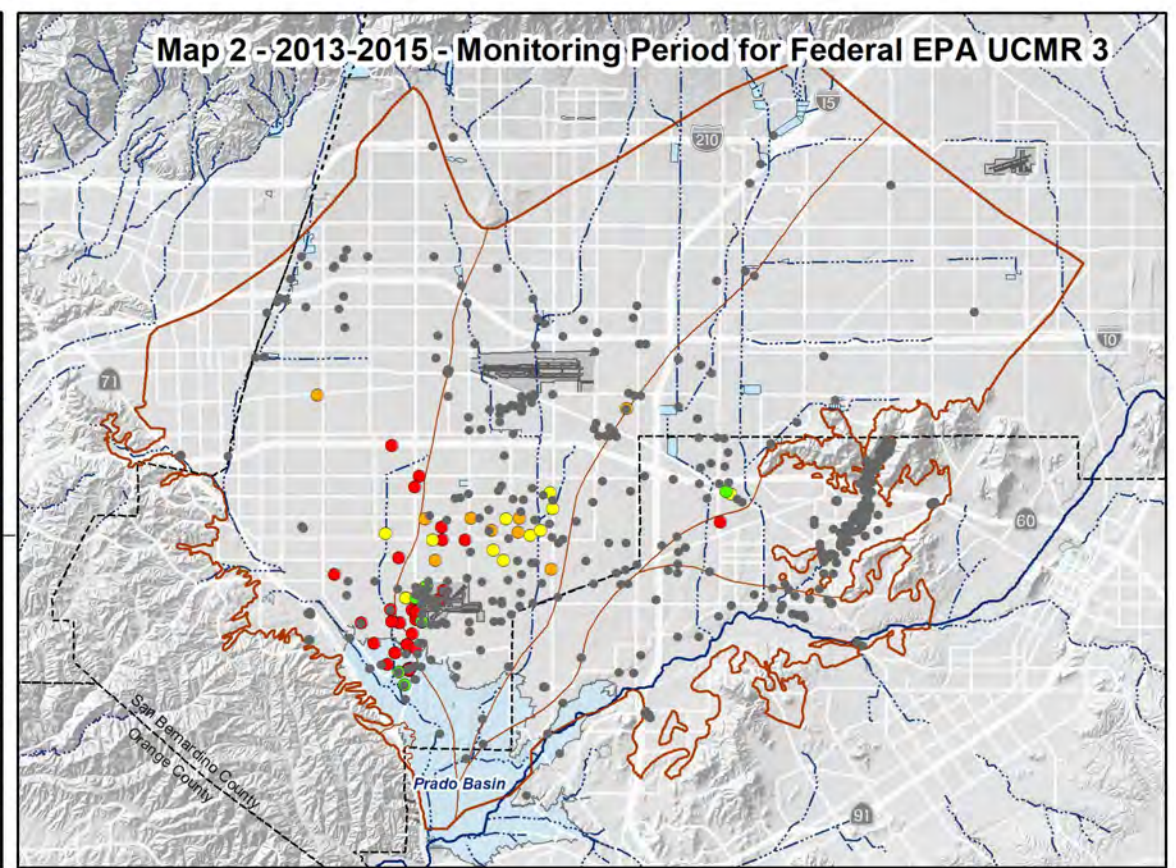 Map 2 - 2013-2015 - Monitoring Period for Federal EPA UCMR 3
15
210
10
71
60
San Bernardino County
Orange County
Prado Basin
91